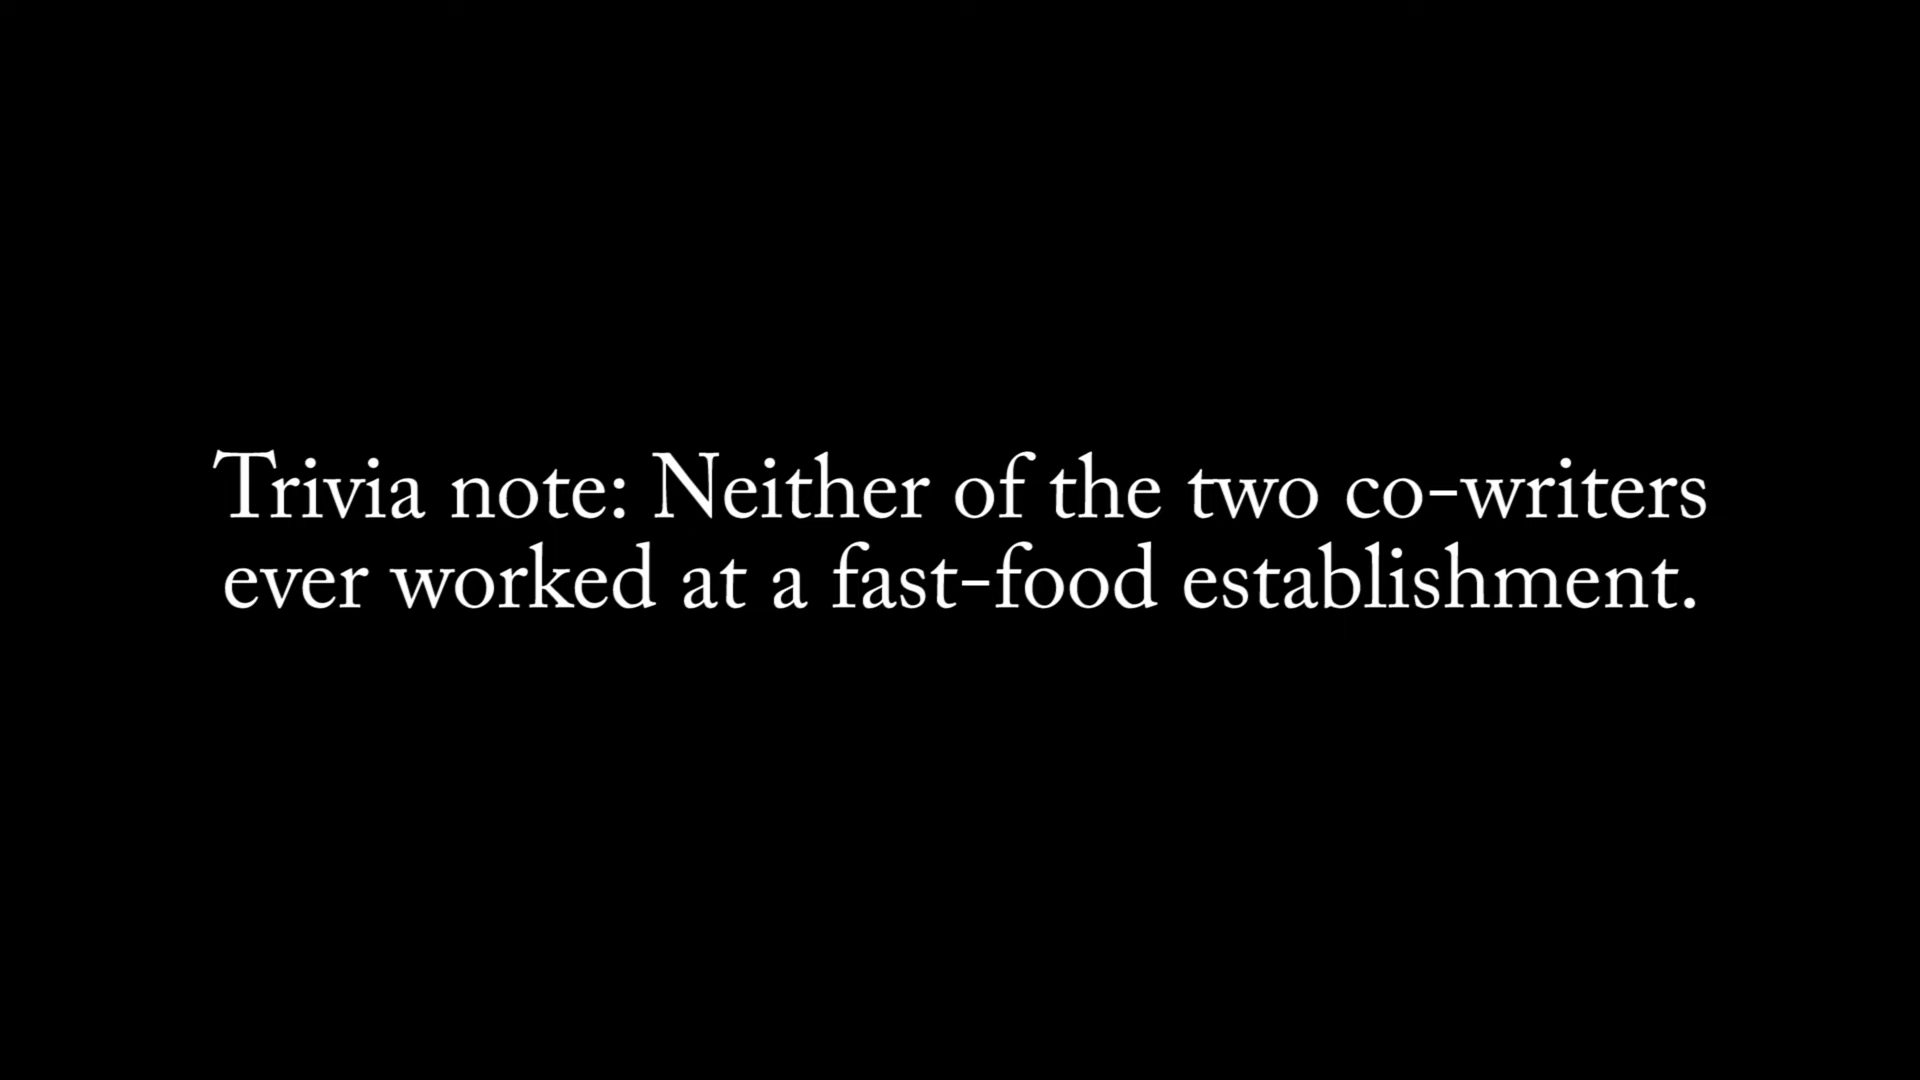 Trivia note: Neither of the two co-writers
ever worked at a fast-food establishment.